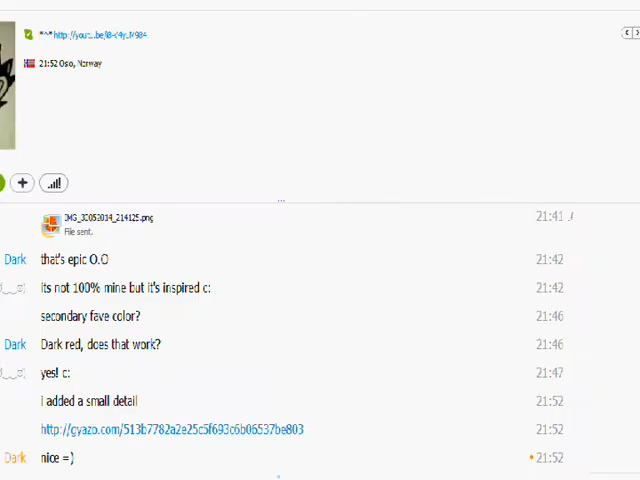 21:52 Oslo, Norway
IMG_30052014_214125.png 21:41
File sent.
Dark that's epic O.O 21:42
its not 100% mine but it's inspired c: 21:42
secondary fave color? 21:46
Dark Dark red, does that work? 21:46
yes! c: 21:47
i added a small detail 21:52
http://gyazo.com/513b7782a2e25c5f693c6b06537be803 21:52
Dark nice =) 21:52